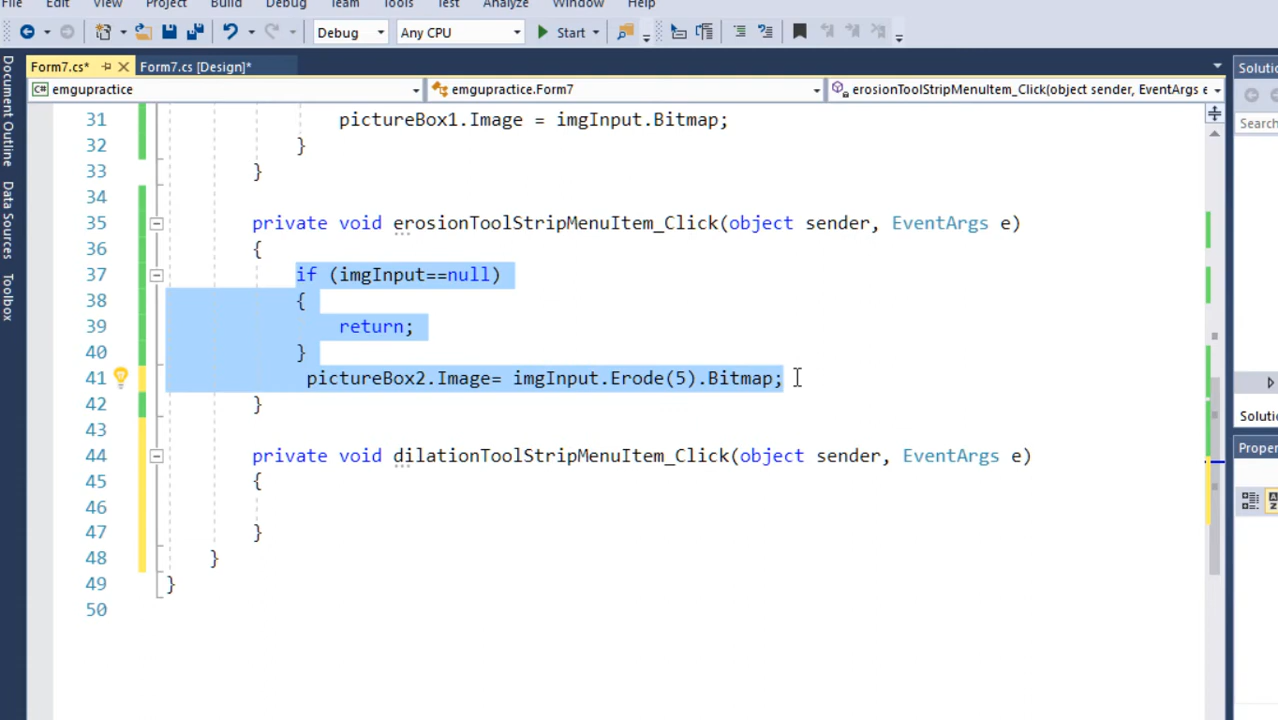 File Edit View Project Build Debug Team Tools Test Analyze Window Help
Debug Any CPU Start
Form7.cs* Form7.cs [Design]*
emgupractice emgupractice.Form7 erosionToolStripMenuItem_Click(object sender, EventArgs e
Document Outline
Data Sources
Toolbox
31 pictureBox1.Image = imgInput.Bitmap;
32 }
33 }
34
35 private void erosionToolStripMenuItem_Click(object sender, EventArgs e)
36 {
37 if (imgInput==null)
38 {
39 return;
40 }
41 pictureBox2.Image= imgInput.Erode(5).Bitmap;
42 }
43
44 private void dilationToolStripMenuItem_Click(object sender, EventArgs e)
45 {
46
47 }
48 }
49 }
50
Solutio
Search
Solutio
Proper